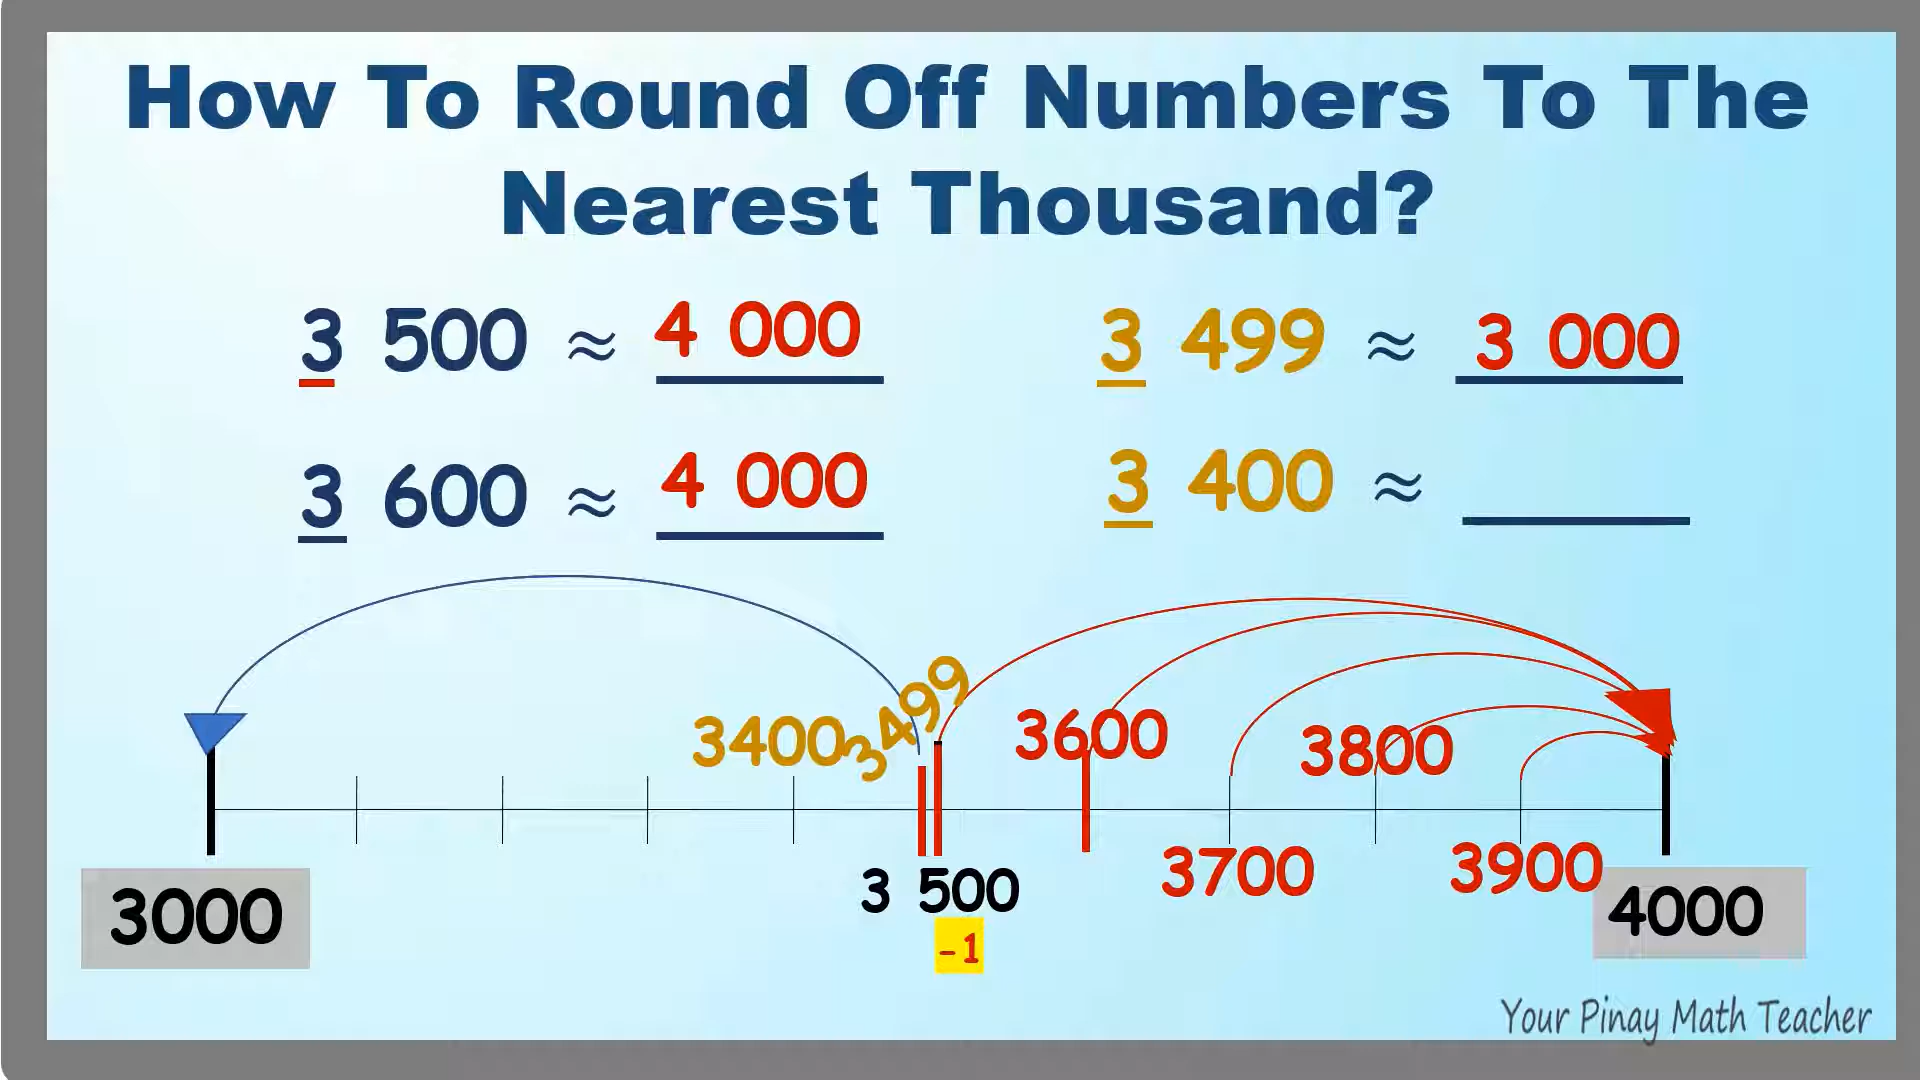 How To Round Off Numbers To The
Nearest Thousand?
3 500 ≈ 4 000
3 499 ≈ 3 000
3 600 ≈ 4 000
3 400 ≈
3400
3499
3600
3800
3 500
3700
3900
3000
4000
-1
Your Pinay Math Teacher